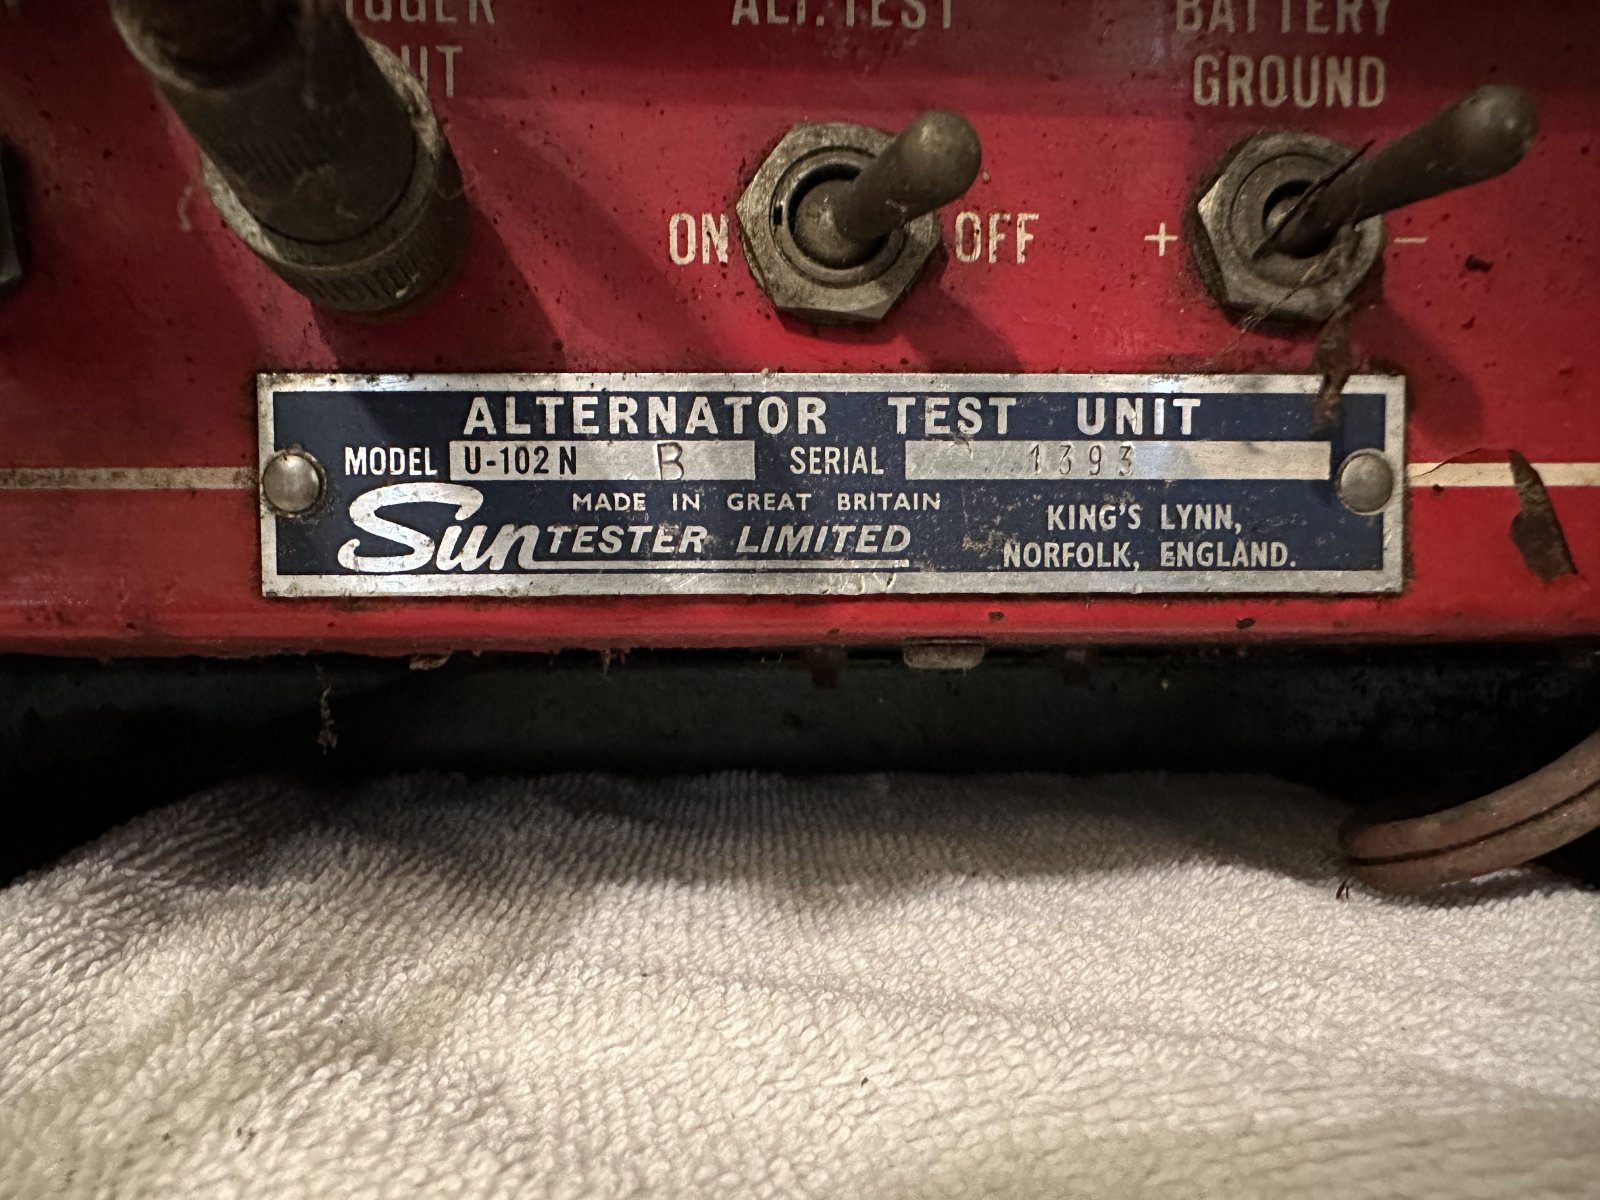 ALT. TEST
BATTERY
GROUND
ON OFF + −
ALTERNATOR TEST UNIT
MODEL U-102 N B SERIAL 1393
MADE IN GREAT BRITAIN
Sun TESTER LIMITED
KING'S LYNN,
NORFOLK, ENGLAND.